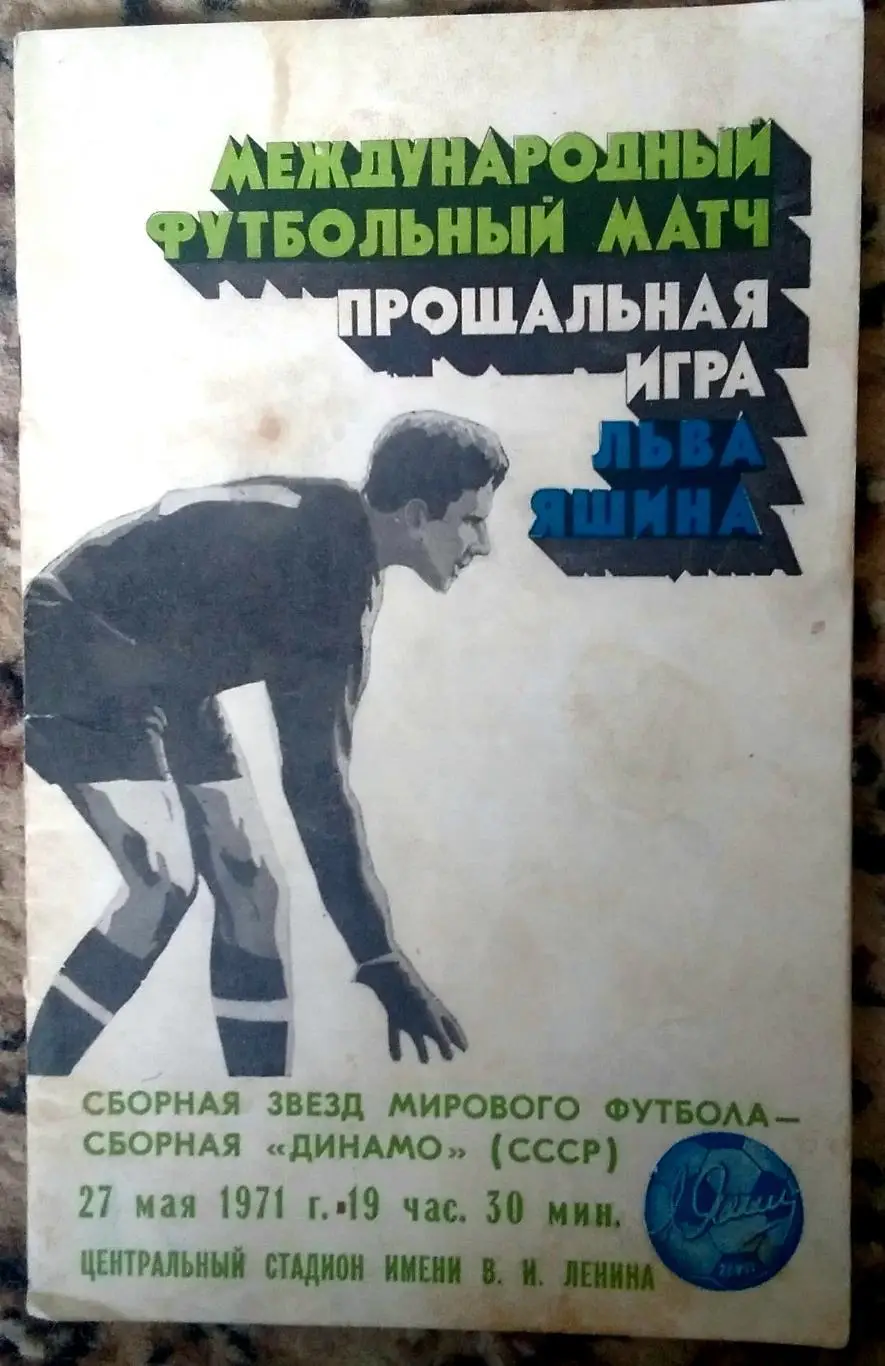 МЕЖДУНАРОДНЫЙ
ФУТБОЛЬНЫЙ МАТЧ
ПРОЩАЛЬНАЯ
ИГРА
ЛЬВА
ЯШИНА
СБОРНАЯ ЗВЕЗД МИРОВОГО ФУТБОЛА—
СБОРНАЯ «ДИНАМО» (СССР)
27 мая 1971 г. ▪ 19 час. 30 мин.
ЦЕНТРАЛЬНЫЙ СТАДИОН ИМЕНИ В. И. ЛЕНИНА
Л Яшин